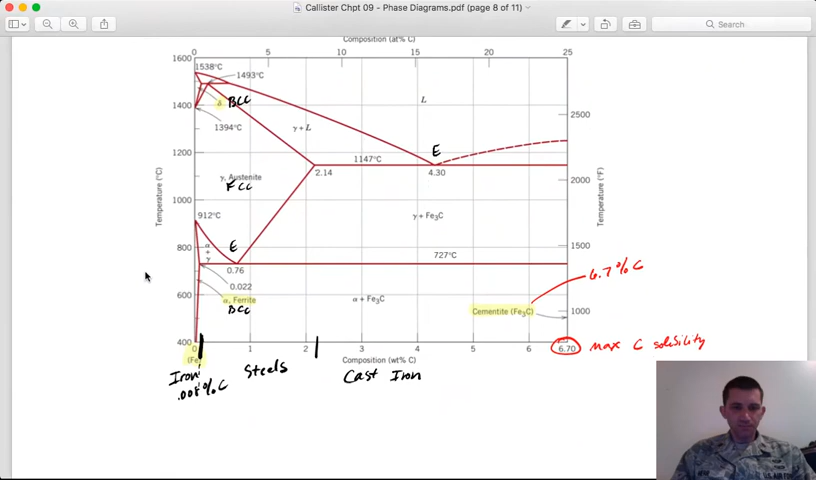 Callister Chpt 09 - Phase Diagrams.pdf (page 8 of 11)
Search
Composition (at% C)
0 5 10 15 20 25
1600
1538°C
1493°C
δ BCC
L
1400
1394°C
γ + L
2500
1200
1147°C
E
2.14
4.30
γ, Austenite
FCC
2000
Temperature (°C)
Temperature (°F)
1000
912°C
γ + Fe3C
800
α
+
γ
E
727°C
1500
0.76
0.022
6.7% C
600
α, Ferrite
BCC
α + Fe3C
Cementite (Fe3C)
1000
400
0 1 2 3 4 5 6 6.70
max C solibility
(Fe)
Composition (wt% C)
Iron
.008% C
Steels
Cast Iron